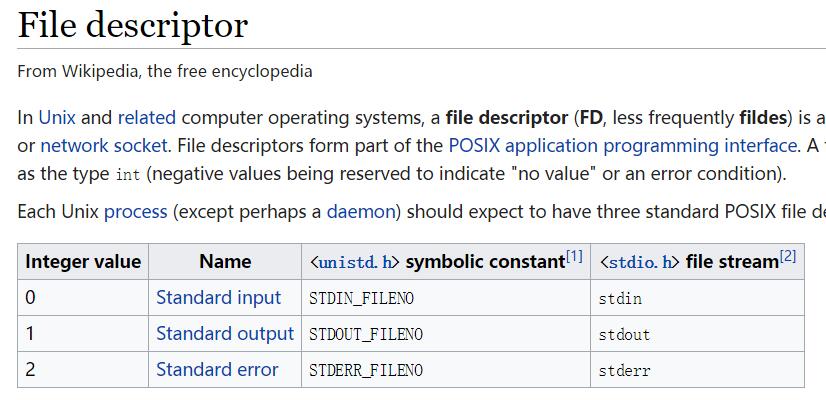 File descriptor
From Wikipedia, the free encyclopedia
In Unix and related computer operating systems, a file descriptor (FD, less frequently fildes) is a
or network socket. File descriptors form part of the POSIX application programming interface. A
as the type int (negative values being reserved to indicate "no value" or an error condition).
Each Unix process (except perhaps a daemon) should expect to have three standard POSIX file
Integer value Name <unistd.h> symbolic constant[1] <stdio.h> file stream[2]
0 Standard input STDIN_FILENO stdin
1 Standard output STDOUT_FILENO stdout
2 Standard error STDERR_FILENO stderr